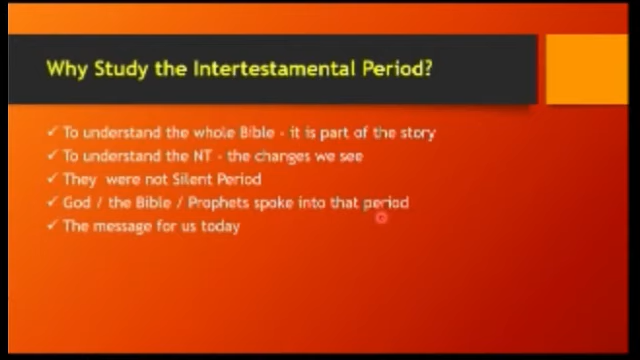 Why Study the Intertestamental Period?
✓ To understand the whole Bible - it is part of the story
✓ To understand the NT - the changes we see
✓ They were not Silent Period
✓ God / the Bible / Prophets spoke into that period
✓ The message for us today